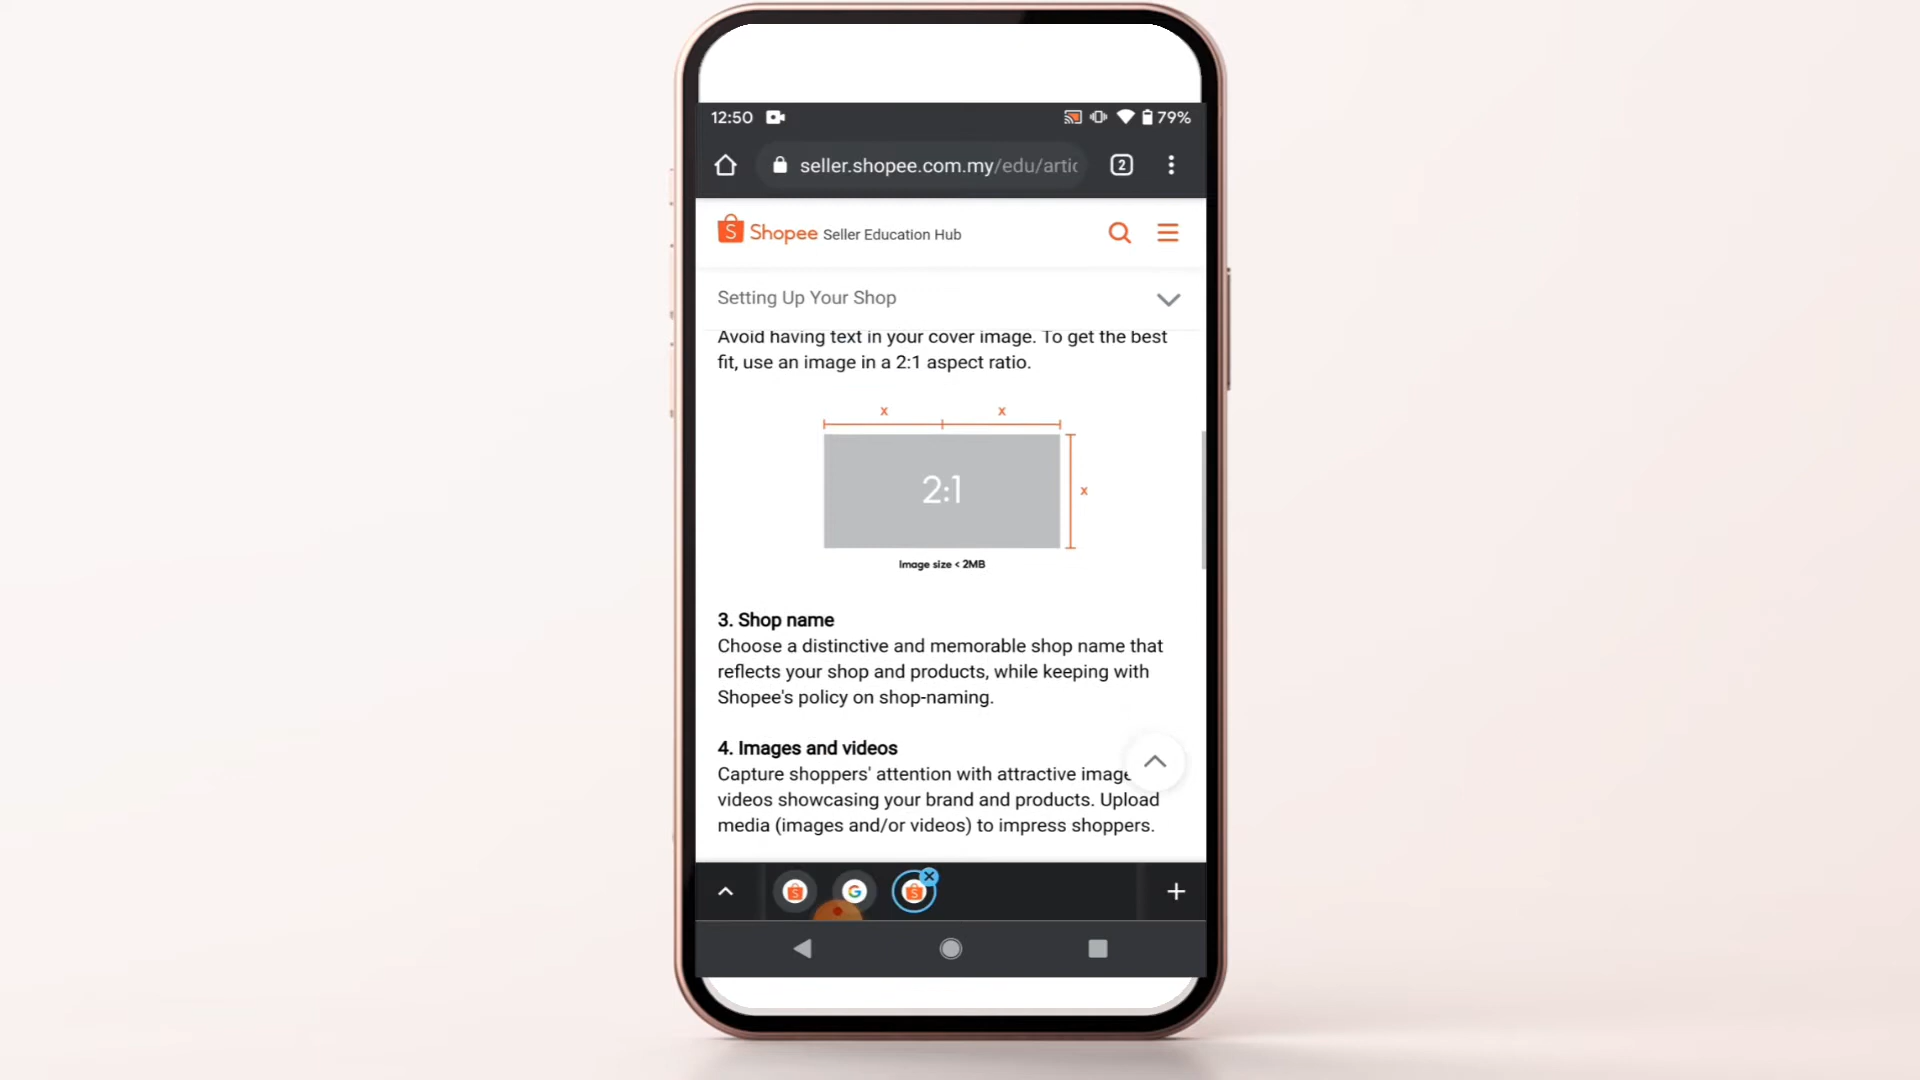 12:50
79%
seller.shopee.com.my/edu/artic
2
Shopee Seller Education Hub
Setting Up Your Shop
Avoid having text in your cover image. To get the best
fit, use an image in a 2:1 aspect ratio.
x x
2:1
x
Image size < 2MB
3. Shop name
Choose a distinctive and memorable shop name that
reflects your shop and products, while keeping with
Shopee's policy on shop-naming.
4. Images and videos
Capture shoppers' attention with attractive image
videos showcasing your brand and products. Upload
media (images and/or videos) to impress shoppers.